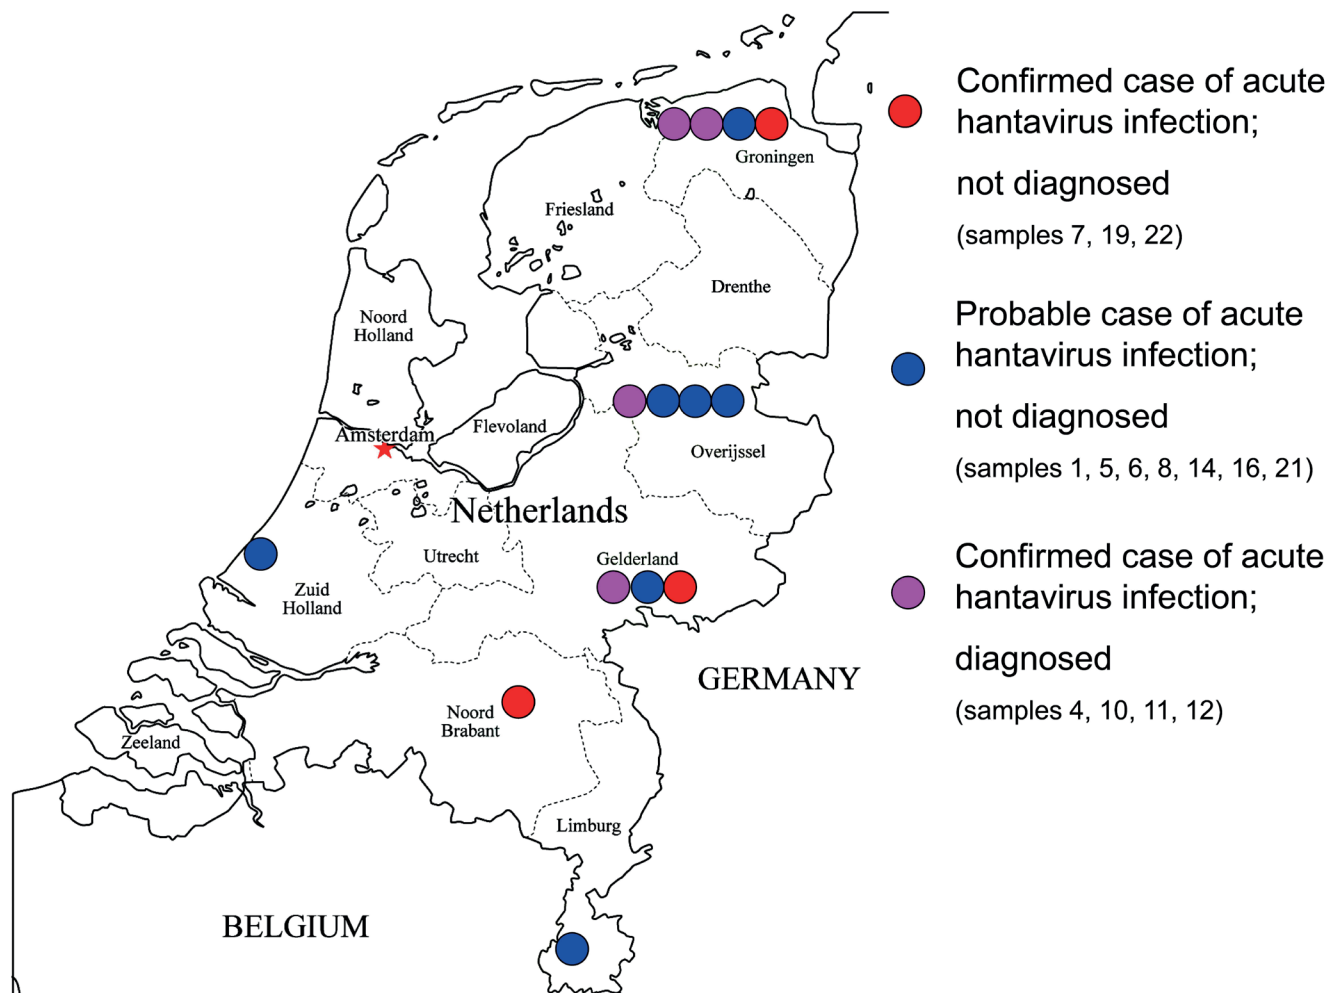 Groningen
Friesland
Drenthe
Noord
Holland
Amsterdam
Flevoland
Overijssel
Netherlands
Utrecht
Gelderland
Zuid
Holland
GERMANY
Noord
Brabant
Zeeland
Limburg
BELGIUM
Confirmed case of acute
hantavirus infection;
not diagnosed
(samples 7, 19, 22)
Probable case of acute
hantavirus infection;
not diagnosed
(samples 1, 5, 6, 8, 14, 16, 21)
Confirmed case of acute
hantavirus infection;
diagnosed
(samples 4, 10, 11, 12)